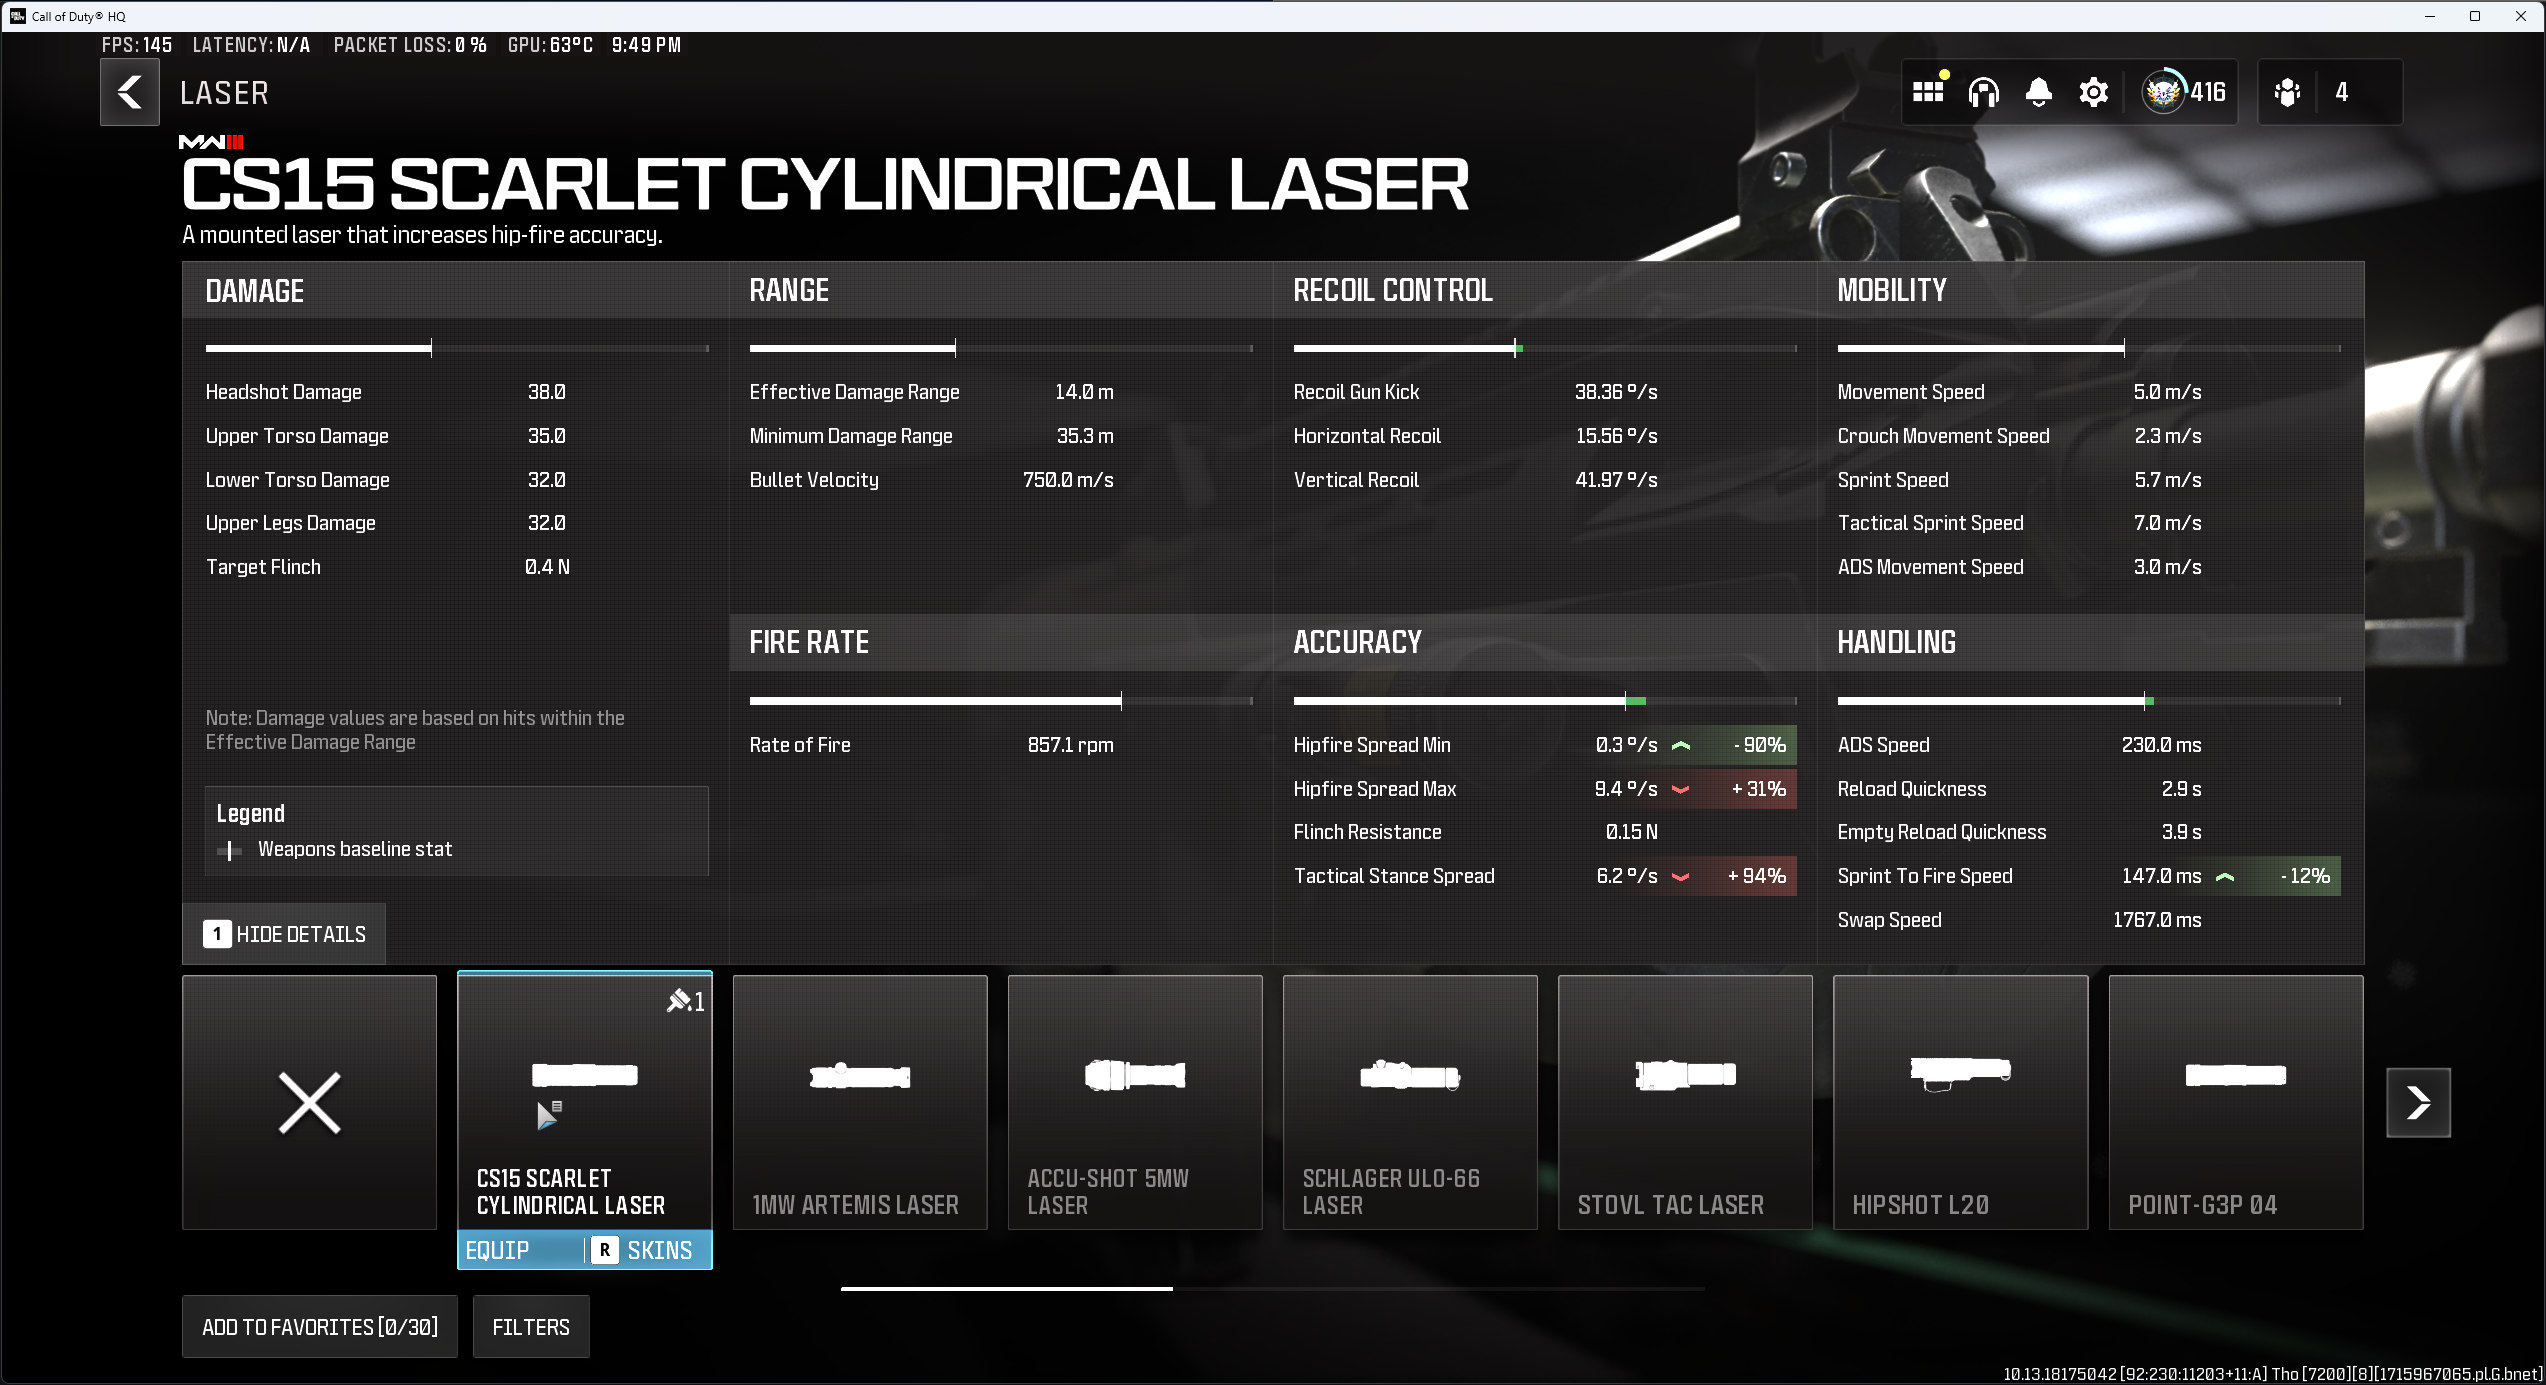 Call of Duty® HQ
FPS: 145 LATENCY: N/A PACKET LOSS: 0 % GPU: 63°C 9:49 PM
LASER
416
4
MWIII
CS15 SCARLET CYLINDRICAL LASER
A mounted laser that increases hip-fire accuracy.
DAMAGE
Headshot Damage 38.0
Upper Torso Damage 35.0
Lower Torso Damage 32.0
Upper Legs Damage 32.0
Target Flinch 0.4 N
Note: Damage values are based on hits within the
Effective Damage Range
Legend
Weapons baseline stat
1 HIDE DETAILS
RANGE
Effective Damage Range 14.0 m
Minimum Damage Range 35.3 m
Bullet Velocity 750.0 m/s
FIRE RATE
Rate of Fire 857.1 rpm
RECOIL CONTROL
Recoil Gun Kick 38.36 º/s
Horizontal Recoil 15.56 º/s
Vertical Recoil 41.97 º/s
ACCURACY
Hipfire Spread Min 0.3 º/s - 90%
Hipfire Spread Max 9.4 º/s + 31%
Flinch Resistance 0.15 N
Tactical Stance Spread 6.2 º/s + 94%
MOBILITY
Movement Speed 5.0 m/s
Crouch Movement Speed 2.3 m/s
Sprint Speed 5.7 m/s
Tactical Sprint Speed 7.0 m/s
ADS Movement Speed 3.0 m/s
HANDLING
ADS Speed 230.0 ms
Reload Quickness 2.9 s
Empty Reload Quickness 3.9 s
Sprint To Fire Speed 147.0 ms - 12%
Swap Speed 1767.0 ms
1
CS15 SCARLET
CYLINDRICAL LASER
EQUIP R SKINS
1MW ARTEMIS LASER
ACCU-SHOT 5MW
LASER
SCHLAGER ULO-66
LASER
STOVL TAC LASER
HIPSHOT L20
POINT-G3P 04
ADD TO FAVORITES [0/30]
FILTERS
10.13.18175042 [92:230:11203+11:A] Tho [7200][8][1715967065.pl.G.bnet]